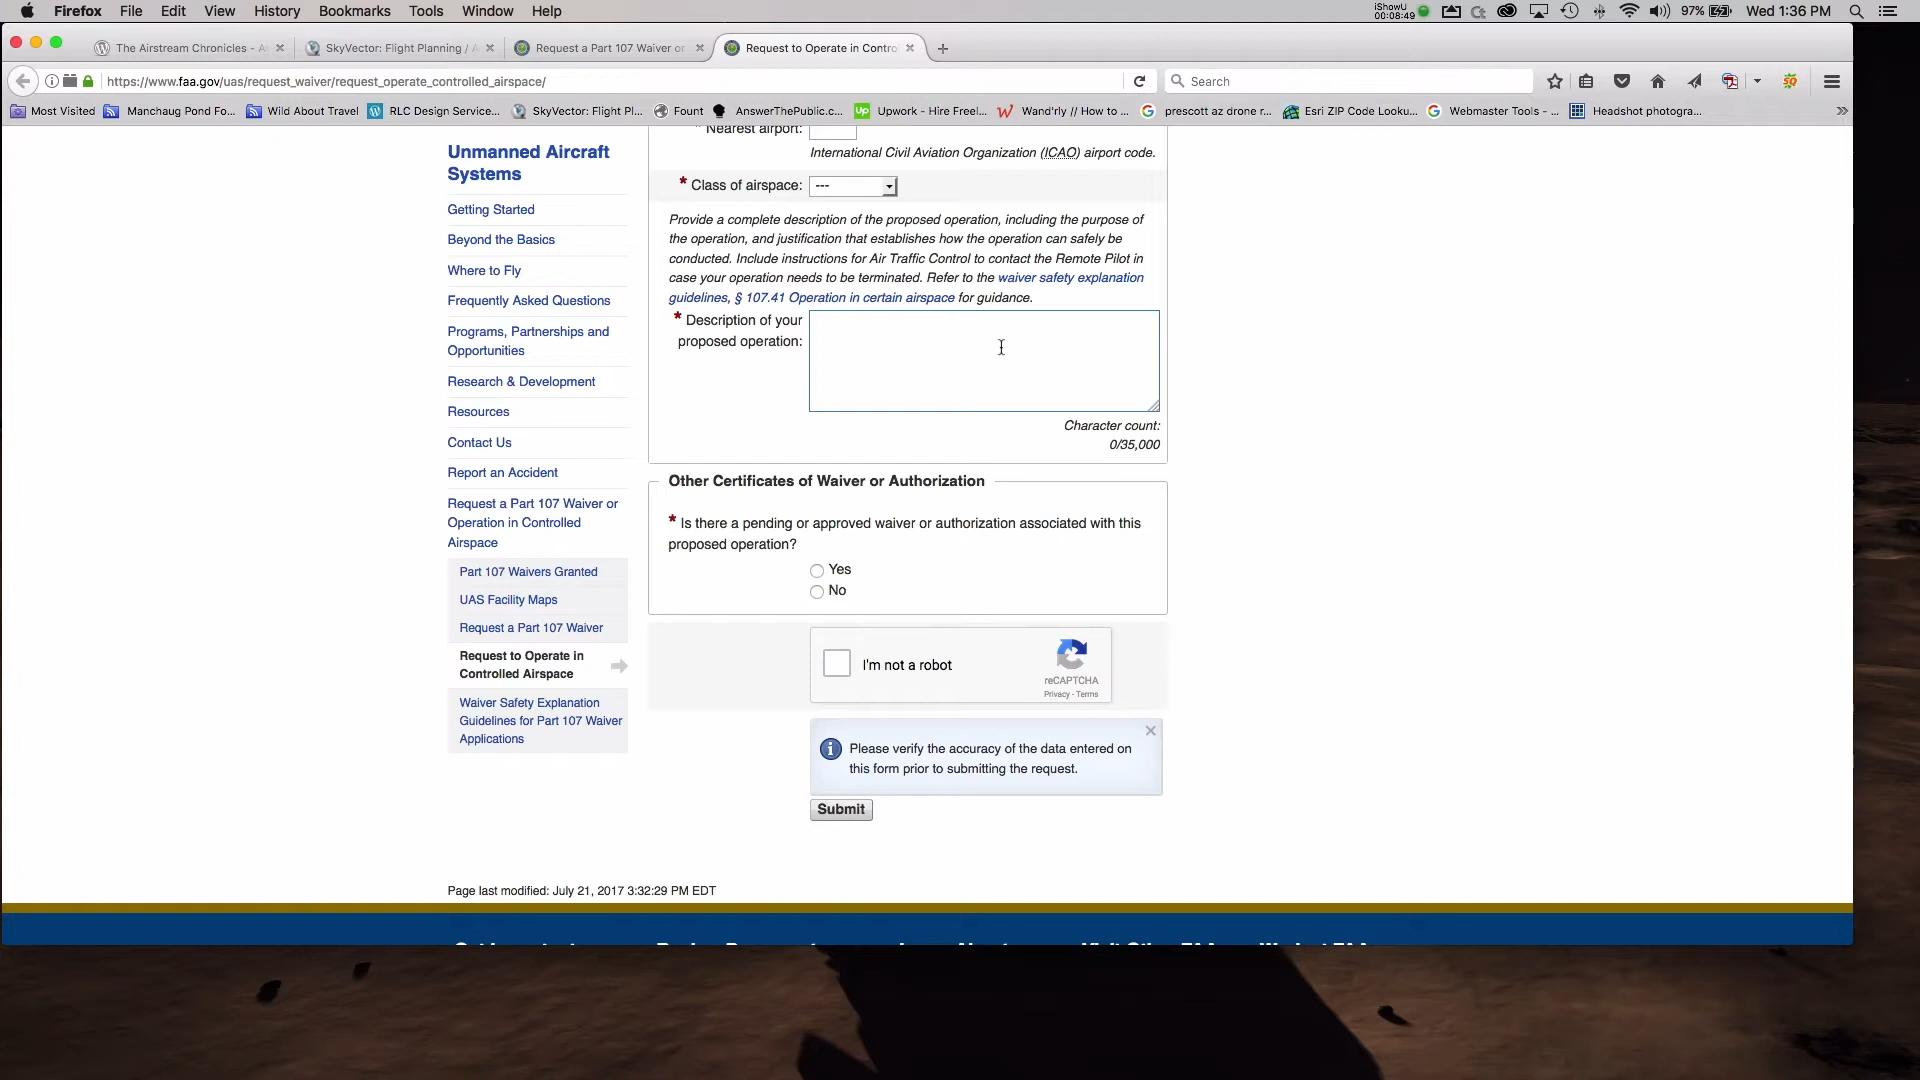 Firefox File Edit View History Bookmarks Tools Window Help
iShowU
00:08:49
97%
Wed 1:36 PM
The Airstream Chronicles - A
SkyVector: Flight Planning / A
Request a Part 107 Waiver or
Request to Operate in Contro
https://www.faa.gov/uas/request_waiver/request_operate_controlled_airspace/
Search
Most Visited
Manchaug Pond Fo...
Wild About Travel
RLC Design Service...
SkyVector: Flight Pl...
Fount
AnswerThePublic.c...
Up
Upwork - Hire Freel...
Wand'rly // How to ...
prescott az drone r...
Esri ZIP Code Looku...
Webmaster Tools - ...
Headshot photogra...
Unmanned Aircraft
Systems
Getting Started
Beyond the Basics
Where to Fly
Frequently Asked Questions
Programs, Partnerships and
Opportunities
Research & Development
Resources
Contact Us
Report an Accident
Request a Part 107 Waiver or
Operation in Controlled
Airspace
Part 107 Waivers Granted
UAS Facility Maps
Request a Part 107 Waiver
Request to Operate in
Controlled Airspace
Waiver Safety Explanation
Guidelines for Part 107 Waiver
Applications
* Nearest airport:
International Civil Aviation Organization (ICAO) airport code.
* Class of airspace: ---
Provide a complete description of the proposed operation, including the purpose of
the operation, and justification that establishes how the operation can safely be
conducted. Include instructions for Air Traffic Control to contact the Remote Pilot in
case your operation needs to be terminated. Refer to the waiver safety explanation
guidelines, § 107.41 Operation in certain airspace for guidance.
* Description of your
proposed operation:
Character count:
0/35,000
Other Certificates of Waiver or Authorization
* Is there a pending or approved waiver or authorization associated with this
proposed operation?
Yes
No
I'm not a robot
reCAPTCHA
Privacy - Terms
Please verify the accuracy of the data entered on
this form prior to submitting the request.
Submit
Page last modified: July 21, 2017 3:32:29 PM EDT